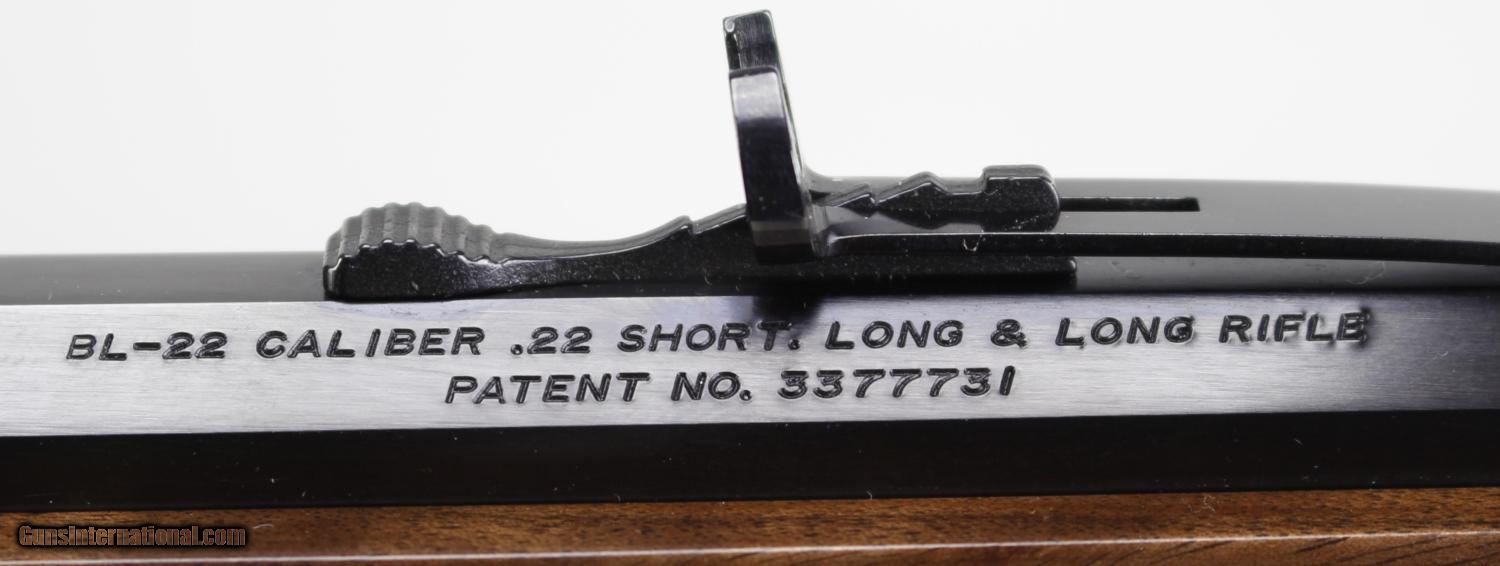 BL-22 CALIBER .22 SHORT. LONG & LONG RIFLE
PATENT NO. 3377731
GunsInternational.com